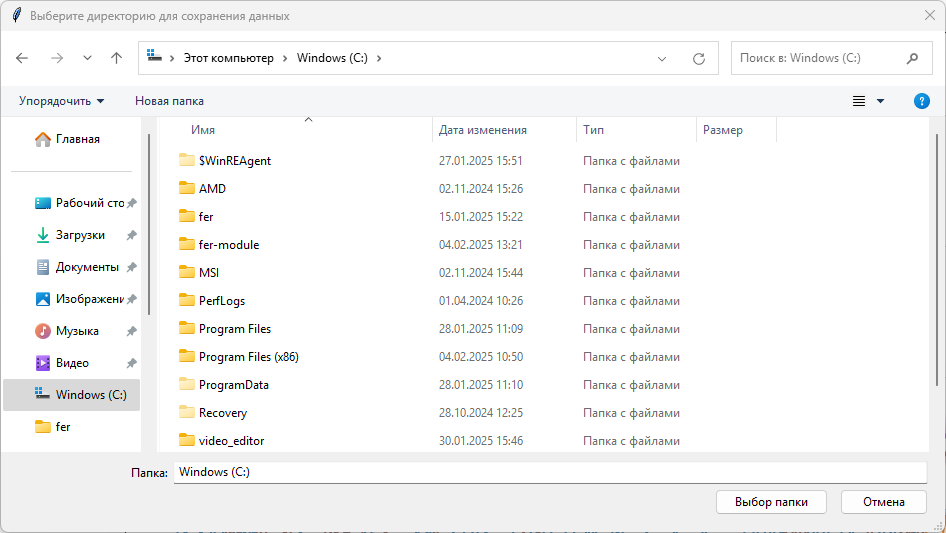 Выберите директорию для сохранения данных
Этот компьютер Windows (C:)
Поиск в: Windows (C:)
Упорядочить Новая папка
?
Главная
Рабочий сто
Загрузки
Документы
Изображени
Музыка
Видео
Windows (C:)
fer
Имя Дата изменения Тип Размер
$WinREAgent 27.01.2025 15:51 Папка с файлами
AMD 02.11.2024 15:26 Папка с файлами
fer 15.01.2025 15:22 Папка с файлами
fer-module 04.02.2025 13:21 Папка с файлами
MSI 02.11.2024 15:44 Папка с файлами
PerfLogs 01.04.2024 10:26 Папка с файлами
Program Files 28.01.2025 11:09 Папка с файлами
Program Files (x86) 04.02.2025 10:50 Папка с файлами
ProgramData 28.01.2025 11:10 Папка с файлами
Recovery 28.10.2024 12:25 Папка с файлами
video_editor 30.01.2025 15:46 Папка с файлами
Папка: Windows (C:)
Выбор папки Отмена